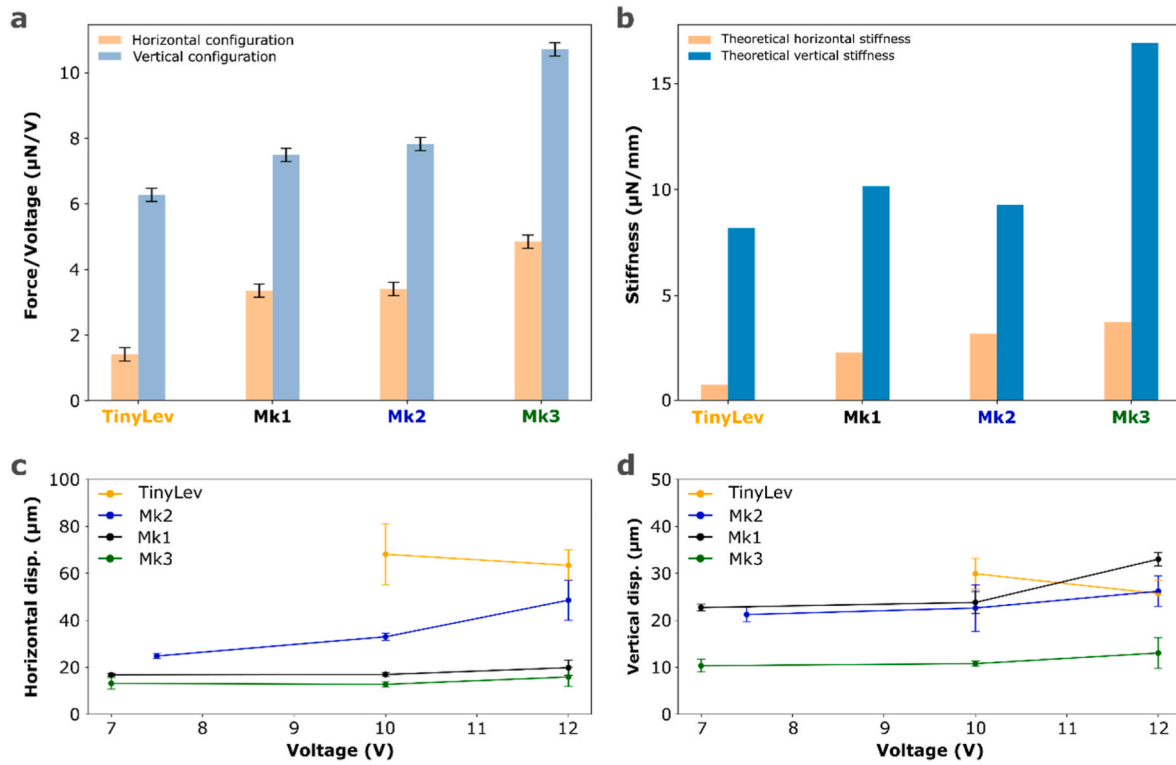 a
Horizontal configuration
Vertical configuration
Force/Voltage (µN/V)
10
8
6
4
2
0
TinyLev
Mk1
Mk2
Mk3
b
Theoretical horizontal stiffness
Theoretical vertical stiffness
Stiffness (µN/mm)
15
10
5
0
TinyLev
Mk1
Mk2
Mk3
c
TinyLev
Mk2
Mk1
Mk3
Horizontal disp. (µm)
100
80
60
40
20
0
7 8 9 10 11 12
Voltage (V)
d
TinyLev
Mk2
Mk1
Mk3
Vertical disp. (µm)
50
40
30
20
10
0
7 8 9 10 11 12
Voltage (V)